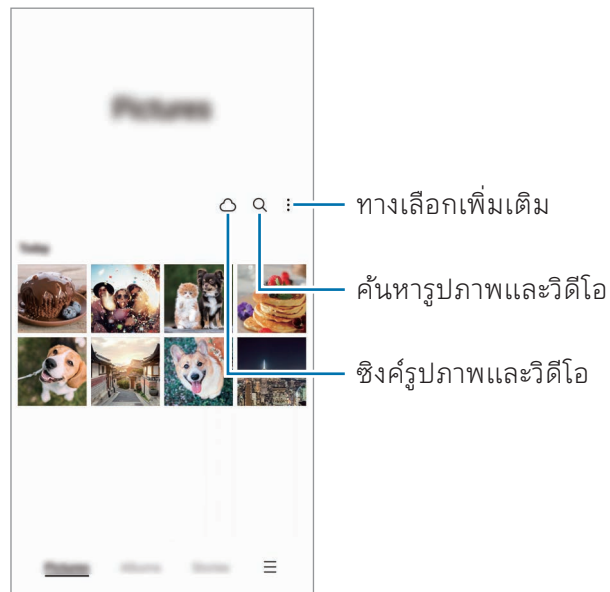 Pictures
ทางเลือกเพิ่มเติม
Today
ค้นหารูปภาพและวิดีโอ
ซิงค์รูปภาพและวิดีโอ
Pictures Albums Stories